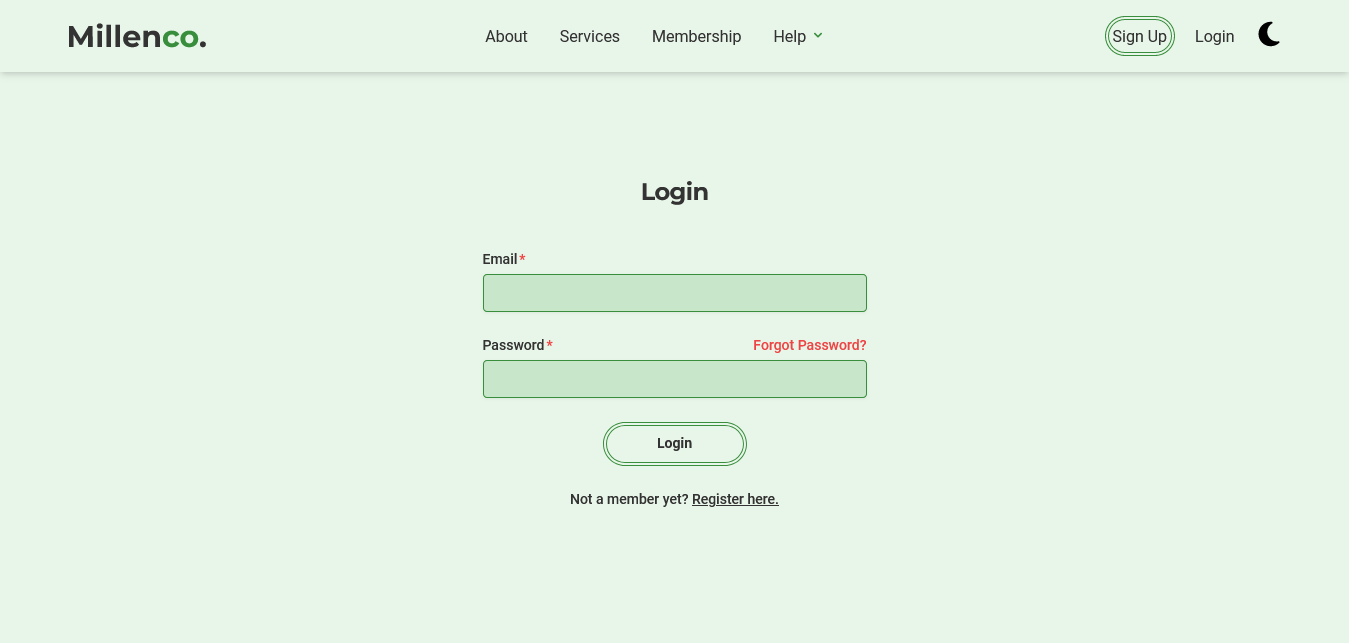 Millenco. About Services Membership Help Sign Up Login
Login
Email*
Password* Forgot Password?
Login
Not a member yet? Register here.